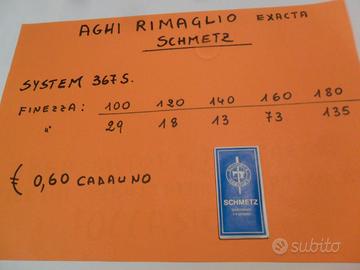 AGHI RIMAGLIO EXACTA
SCHMETZ
SYSTEM 367S.
FINEZZA: 100 120 140 160 180
" 29 18 13 73 135
€ 0,60 CADAUNO
SCHMETZ
subito